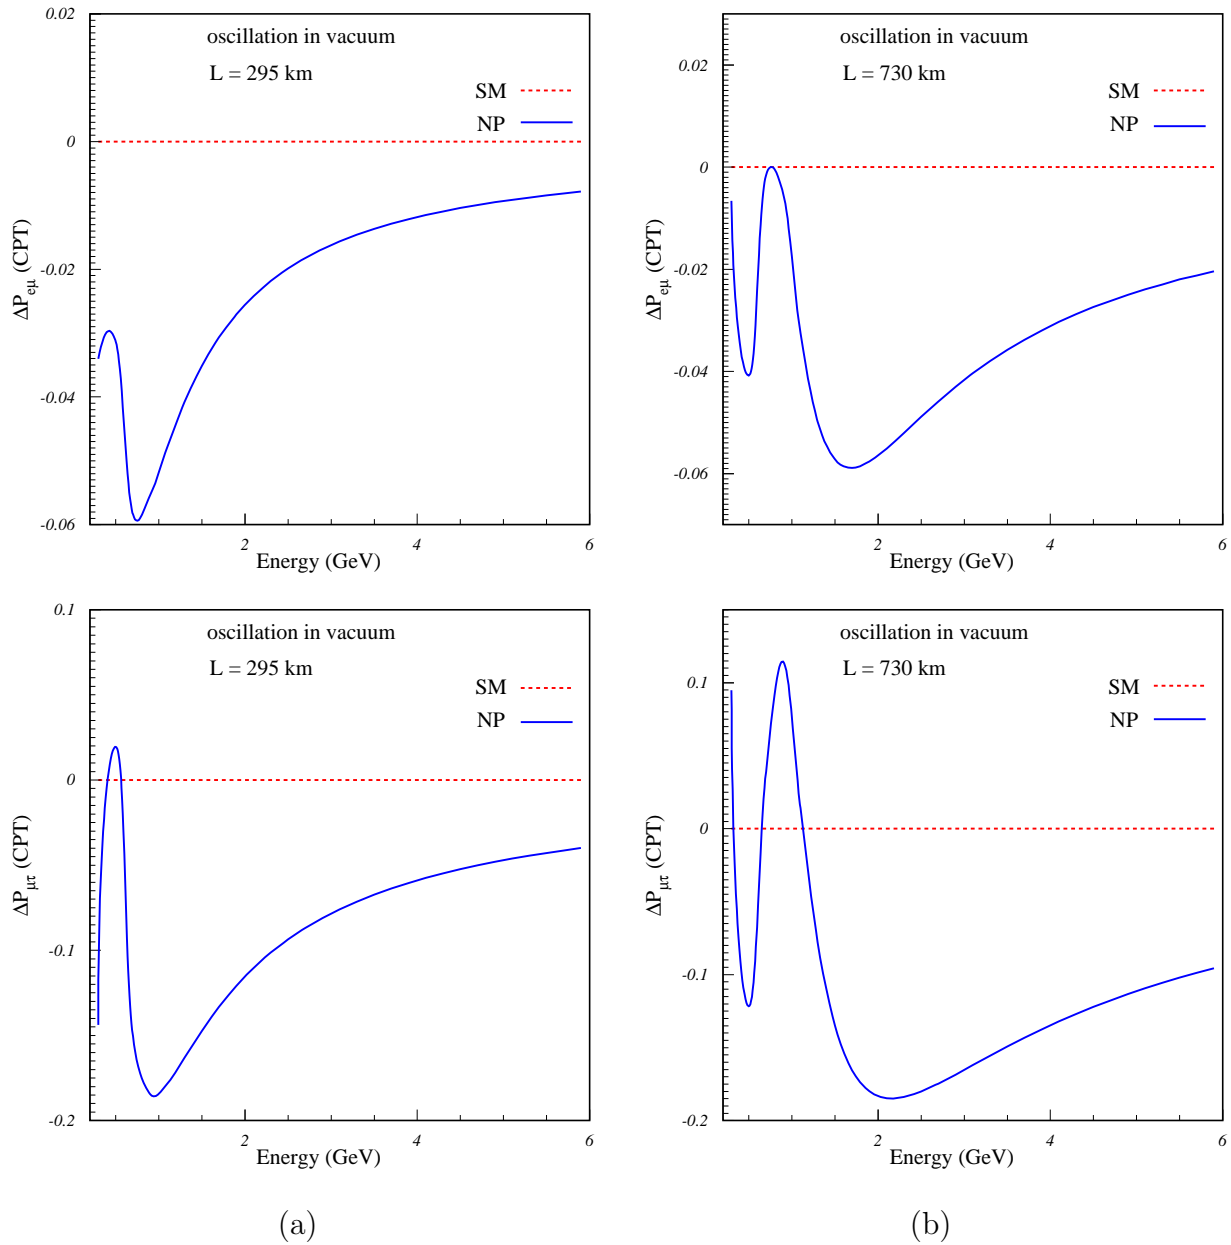 oscillation in vacuum
L = 295 km
SM
NP
0.02
0
-0.02
-0.04
-0.06
ΔP_eμ (CPT)
2
4
6
Energy (GeV)
oscillation in vacuum
L = 730 km
SM
NP
0.02
0
-0.02
-0.04
-0.06
ΔP_eμ (CPT)
2
4
6
Energy (GeV)
oscillation in vacuum
L = 295 km
SM
NP
0.1
0
-0.1
-0.2
ΔP_μτ (CPT)
2
4
6
Energy (GeV)
oscillation in vacuum
L = 730 km
SM
NP
0.1
0
-0.1
-0.2
ΔP_μτ (CPT)
2
4
6
Energy (GeV)
(a)
(b)